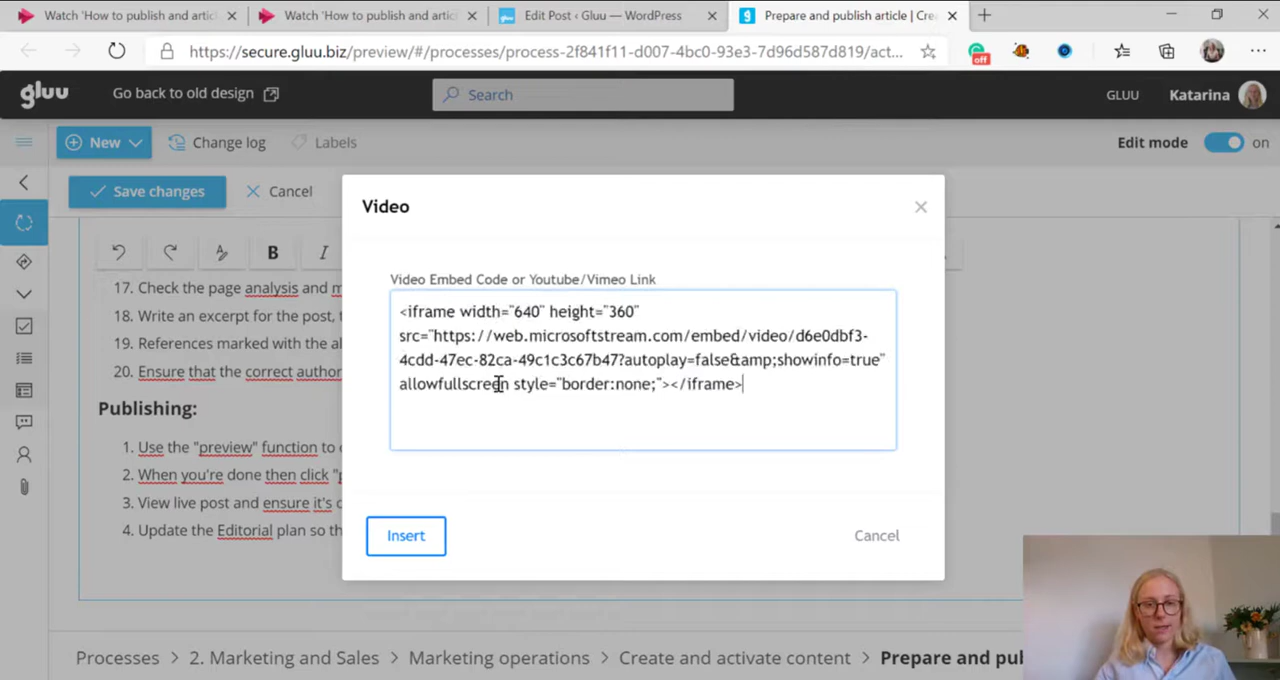 Watch 'How to publish and artic
Watch 'How to publish and artic
Edit Post ‹ Gluu — WordPress
Prepare and publish article | Cre
https://secure.gluu.biz/preview/#/processes/process-2f841f11-d007-4bc0-93e3-7d96d587d819/act...
off
gluu
Go back to old design
Search
GLUU
Katarina
New
Change log
Labels
Edit mode
on
Save changes
Cancel
B
I
17. Check the page analysis and m
18. Write an excerpt for the post, t
19. References marked with the al
20. Ensure that the correct author
Publishing:
1. Use the "preview" function to
2. When you're done then click "p
3. View live post and ensure it's c
4. Update the Editorial plan so th
Video
Video Embed Code or Youtube/Vimeo Link
<iframe width="640" height="360"
src="https://web.microsoftstream.com/embed/video/d6e0dbf3-
4cdd-47ec-82ca-49c1c3c67b47?autoplay=false&amp;showinfo=true"
allowfullscreen style="border:none;"></iframe>
Insert
Cancel
Processes > 2. Marketing and Sales > Marketing operations > Create and activate content > Prepare and pu